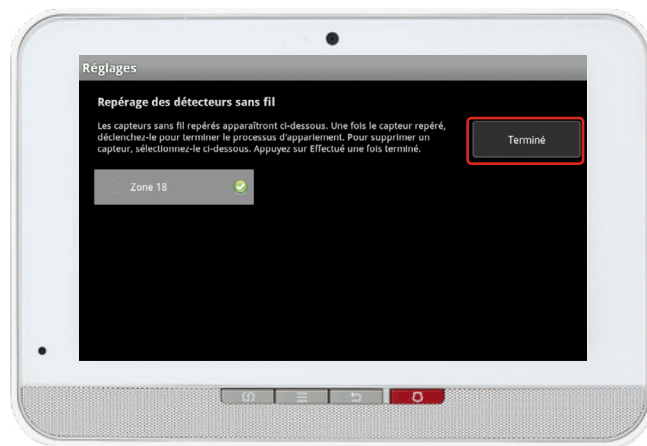 Réglages
Repérage des détecteurs sans fil
Les capteurs sans fil repérés apparaîtront ci-dessous. Une fois le capteur repéré,
déclenchez-le pour terminer le processus d'appariement. Pour supprimer un
capteur, sélectionnez-le ci-dessous. Appuyez sur Effectué une fois terminé.
Terminé
Zone 18